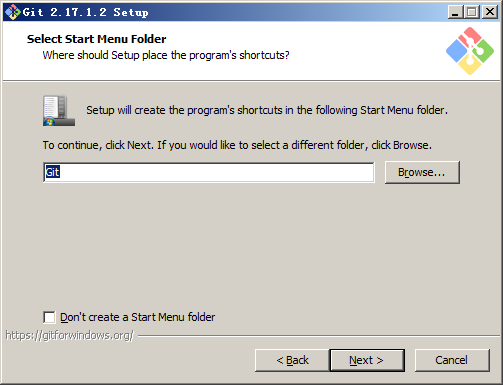 Git 2.17.1.2 Setup
Select Start Menu Folder
Where should Setup place the program's shortcuts?
Setup will create the program's shortcuts in the following Start Menu folder.
To continue, click Next. If you would like to select a different folder, click Browse.
Git
Browse...
Don't create a Start Menu folder
https://gitforwindows.org/
< Back
Next >
Cancel